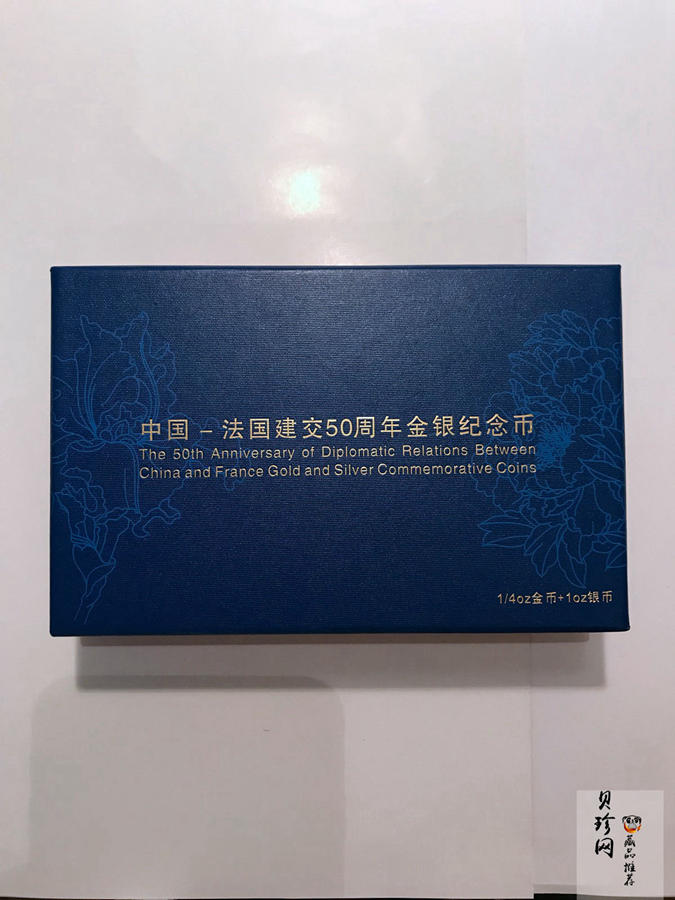 中国 – 法国建交50周年金银纪念币
The 50th Anniversary of Diplomatic Relations Between
China and France Gold and Silver Commemorative Coins
1/4oz金币+1oz银币
贝珍网
藏品推荐